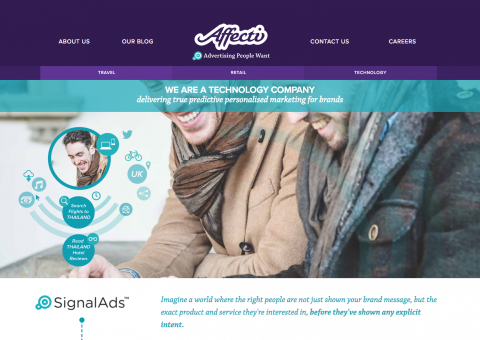 ABOUT US
OUR BLOG
Affecti
Advertising People Want
CONTACT US
CAREERS
TRAVEL
RETAIL
TECHNOLOGY
WE ARE A TECHNOLOGY COMPANY
delivering true predictive personalised marketing for brands
UK
Search
Flights to
THAILAND
Read
THAILAND
Hotel
Reviews
SignalAds™
Imagine a world where the right people are not just shown your brand message, but the
exact product and service they're interested in, before they've shown any explicit
intent.